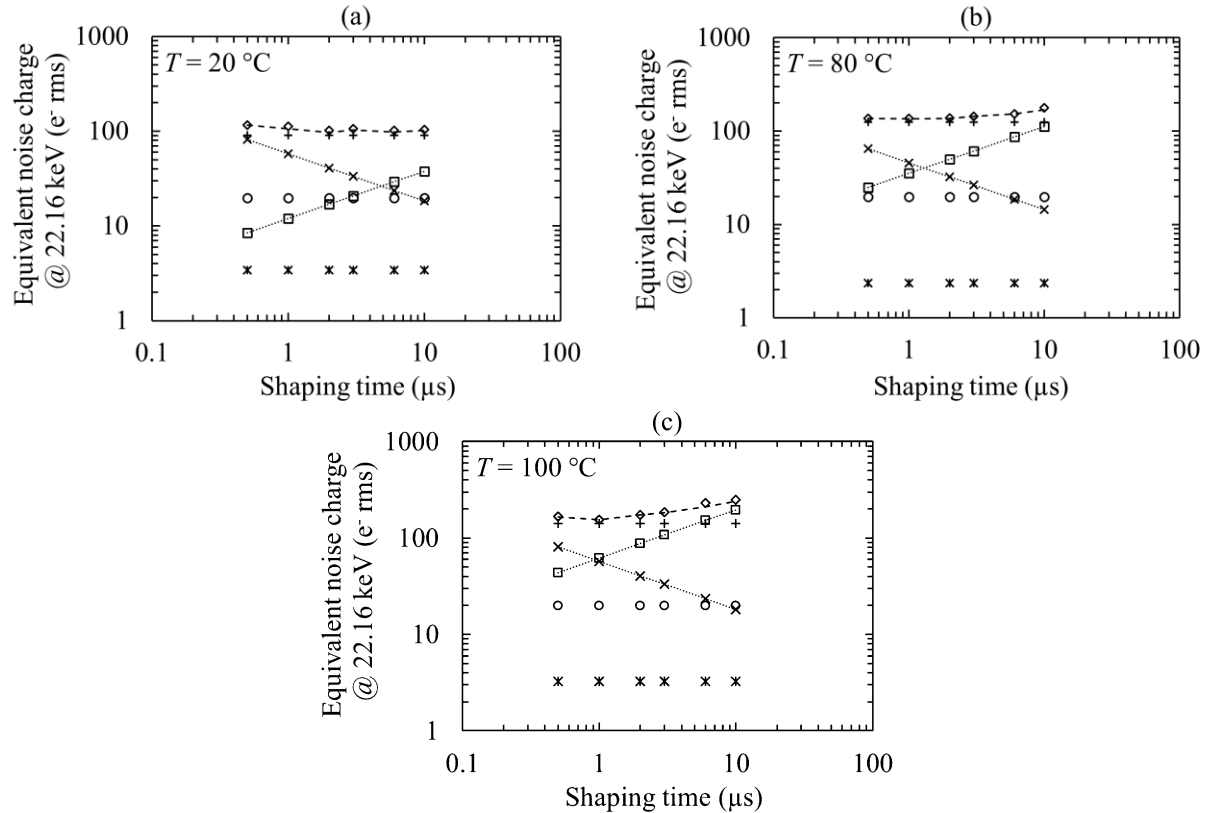 (a)
Equivalent noise charge
@ 22.16 keV (e⁻ rms)
1000
100
10
1
T = 20 °C
0.1 1 10 100
Shaping time (µs)
(b)
Equivalent noise charge
@ 22.16 keV (e⁻ rms)
1000
100
10
1
T = 80 °C
0.1 1 10 100
Shaping time (µs)
(c)
Equivalent noise charge
@ 22.16 keV (e⁻ rms)
1000
100
10
1
T = 100 °C
0.1 1 10 100
Shaping time (µs)